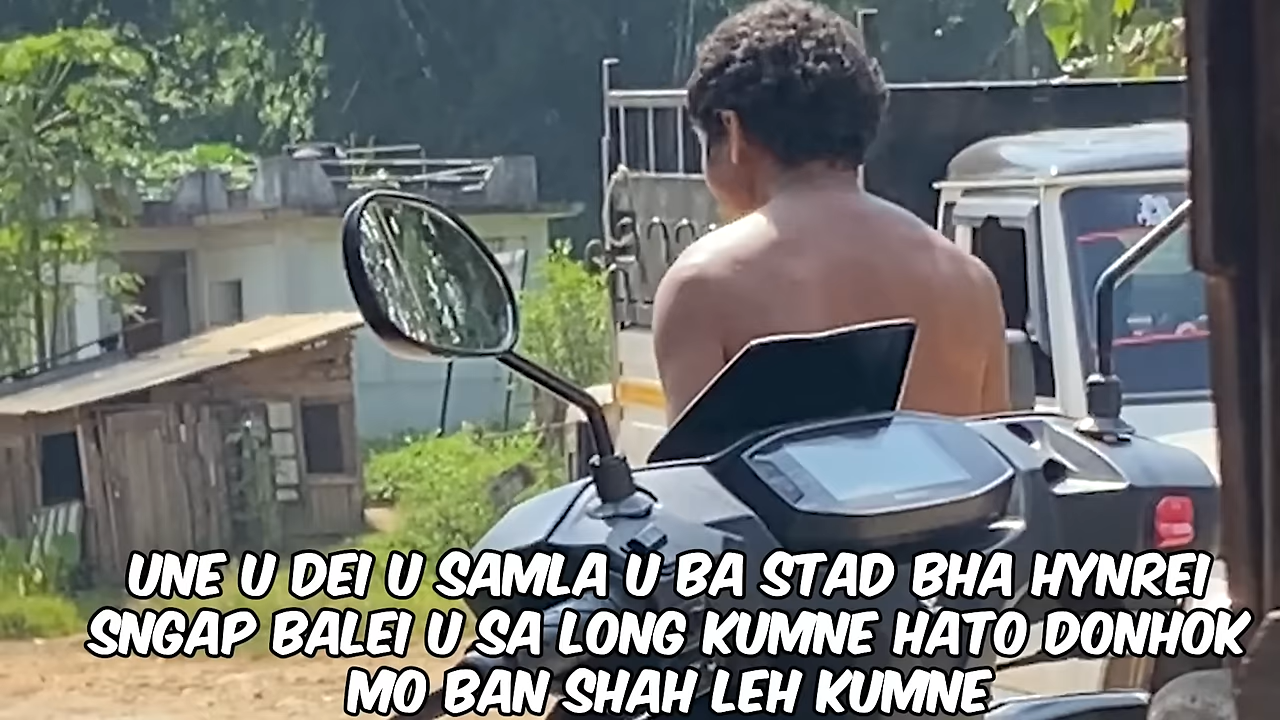 UNE U DEI U SAMLA U BA STAD BHA HYNREI
SNGAP BALEI U SA LONG KUMNE HATO DONHOK
MO BAN SHAH LEH KUMNE